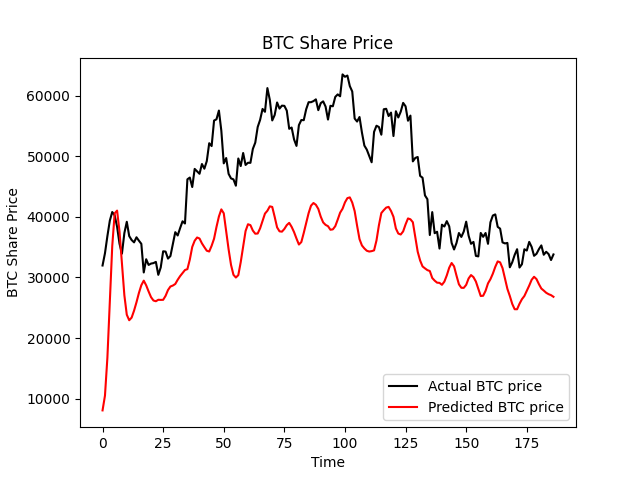 BTC Share Price
BTC Share Price
60000
50000
40000
30000
20000
10000
0
25
50
75
100
125
150
175
Time
Actual BTC price
Predicted BTC price